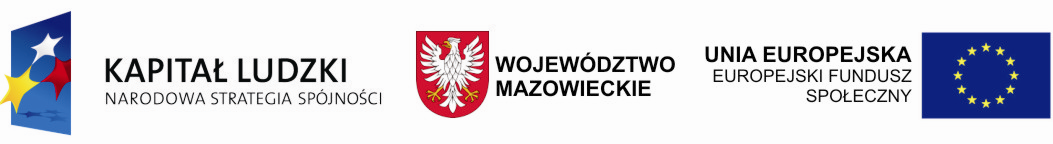 KAPITAŁ LUDZKI
NARODOWA STRATEGIA SPÓJNOŚCI
WOJEWÓDZTWO
MAZOWIECKIE
UNIA EUROPEJSKA
EUROPEJSKI FUNDUSZ
SPOŁECZNY